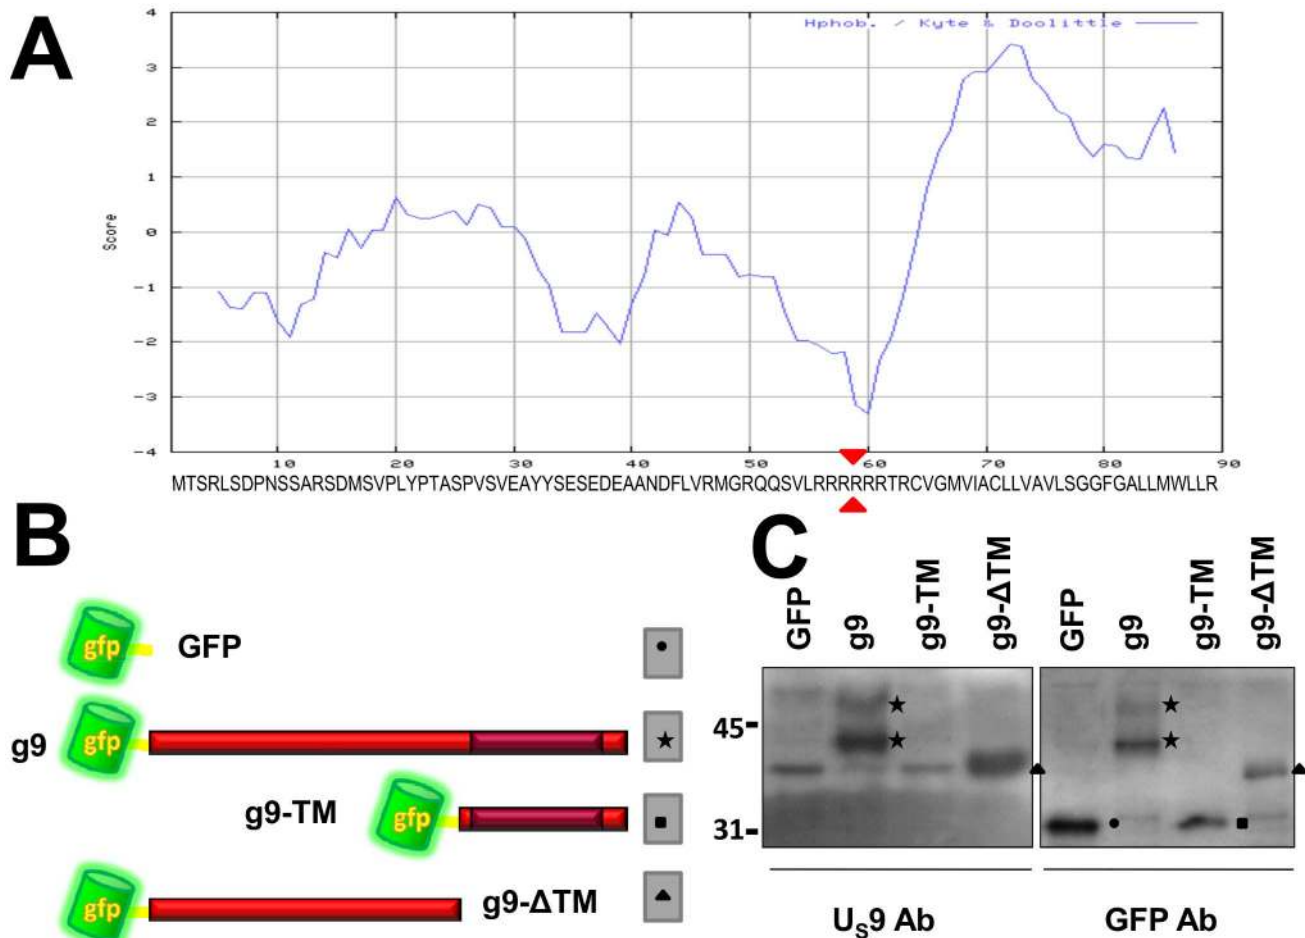 A
Hphob. / Kyte & Doolittle
4
3
2
1
0
-1
-2
-3
-4
Score
10 20 30 40 50 60 70 80 90
MTSRLSDPNSSARSDMSVPLYPTASPVSVEAYYSESEDEAANDFLVRMGRQQSVLRRRRRRTRCVGMVIACLLVAVLSGGFGALLMWLLR
B
gfp GFP
g9 gfp
g9-TM gfp
gfp g9-ΔTM
C
GFP g9 g9-TM g9-ΔTM GFP g9 g9-TM g9-ΔTM
45-
31-
US9 Ab GFP Ab